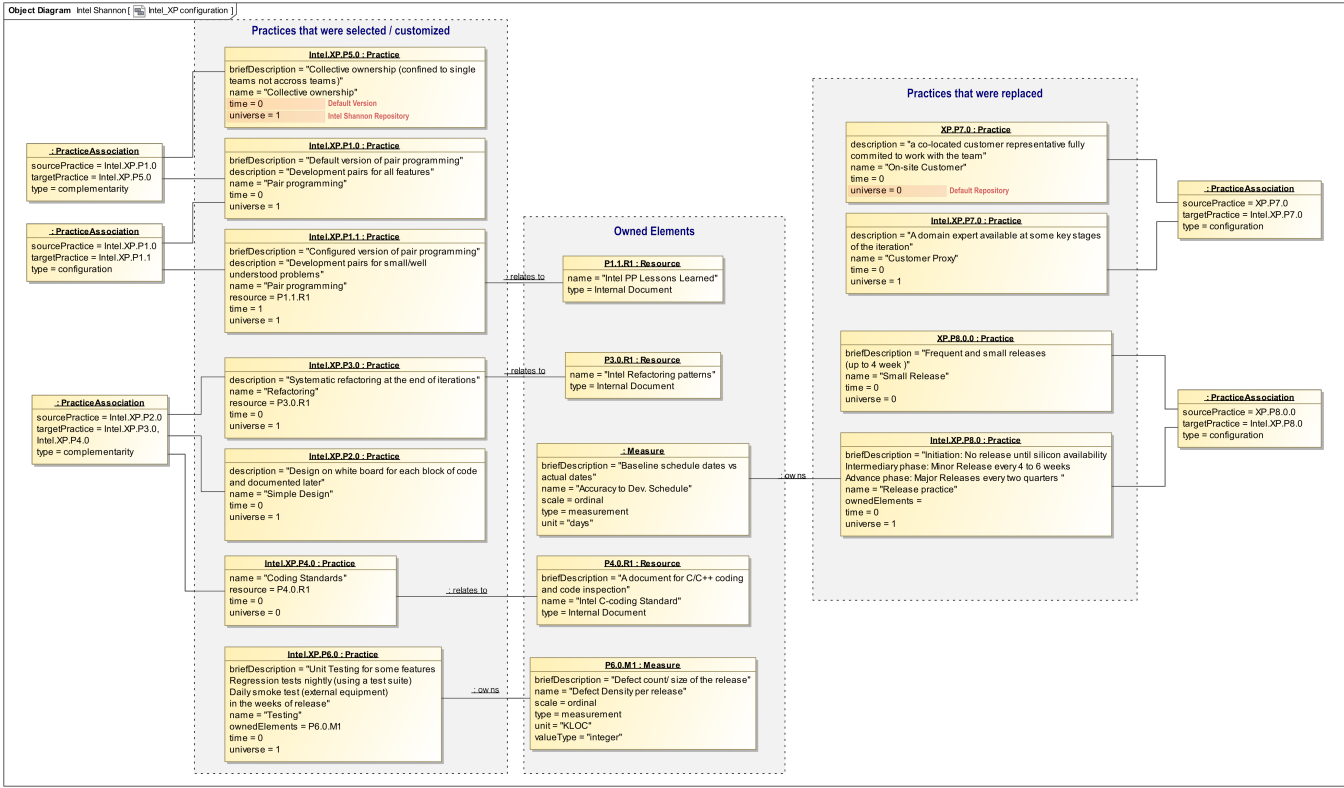 Object Diagram Intel Shannon [ Intel_XP configuration ]
Practices that were selected / customized
Intel.XP.P5.0 : Practice
briefDescription = "Collective ownership (confined to single
teams not accross teams)"
name = "Collective ownership"
time = 0 Default Version
universe = 1 Intel Shannon Repository
: PracticeAssociation
sourcePractice = Intel.XP.P1.0
targetPractice = Intel.XP.P5.0
type = complementarity
Intel.XP.P1.0 : Practice
briefDescription = "Default version of pair programming"
description = "Development pairs for all features"
name = "Pair programming"
time = 0
universe = 1
: PracticeAssociation
sourcePractice = Intel.XP.P1.0
targetPractice = Intel.XP.P1.1
type = configuration
Intel.XP.P1.1 : Practice
briefDescription = "Configured version of pair programming"
description = "Development pairs for small/well
understood problems"
name = "Pair programming"
resource = P1.1.R1
time = 1
universe = 1
Intel.XP.P3.0 : Practice
description = "Systematic refactoring at the end of iterations"
name = "Refactoring"
resource = P3.0.R1
time = 0
universe = 1
: PracticeAssociation
sourcePractice = Intel.XP.P2.0
targetPractice = Intel.XP.P3.0,
Intel.XP.P4.0
type = complementarity
Intel.XP.P2.0 : Practice
description = "Design on white board for each block of code
and documented later"
name = "Simple Design"
time = 0
universe = 1
Intel.XP.P4.0 : Practice
name = "Coding Standards"
resource = P4.0.R1
time = 0
universe = 0
Intel.XP.P6.0 : Practice
briefDescription = "Unit Testing for some features
Regression tests nightly (using a test suite)
Daily smoke test (external equipment)
in the weeks of release"
name = "Testing"
ownedElements = P6.0.M1
time = 0
universe = 1
: relates to
: relates to
: relates to
: owns
Owned Elements
P1.1.R1 : Resource
name = "Intel PP Lessons Learned"
type = Internal Document
P3.0.R1 : Resource
name = "Intel Refactoring patterns"
type = Internal Document
: Measure
briefDescription = "Baseline schedule dates vs
actual dates"
name = "Accuracy to Dev. Schedule"
scale = ordinal
type = measurement
unit = "days"
P4.0.R1 : Resource
briefDescription = "A document for C/C++ coding
and code inspection"
name = "Intel C-coding Standard"
type = Internal Document
P6.0.M1 : Measure
briefDescription = "Defect count/ size of the release"
name = "Defect Density per release"
scale = ordinal
type = measurement
unit = "KLOC"
valueType = "integer"
: owns
Practices that were replaced
XP.P7.0 : Practice
description = "a co-located customer representative fully
commited to work with the team"
name = "On-site Customer"
time = 0
universe = 0 Default Repository
Intel.XP.P7.0 : Practice
description = "A domain expert available at some key stages
of the iteration"
name = "Customer Proxy"
time = 0
universe = 1
: PracticeAssociation
sourcePractice = XP.P7.0
targetPractice = Intel.XP.P7.0
type = configuration
XP.P8.0.0 : Practice
briefDescription = "Frequent and small releases
(up to 4 week )"
name = "Small Release"
time = 0
universe = 0
Intel.XP.P8.0 : Practice
briefDescription = "Initiation: No release until silicon availability
Intermediary phase: Minor Release every 4 to 6 weeks
Advance phase: Major Releases every two quarters "
name = "Release practice"
ownedElements =
time = 0
universe = 1
: PracticeAssociation
sourcePractice = XP.P8.0.0
targetPractice = Intel.XP.P8.0
type = configuration